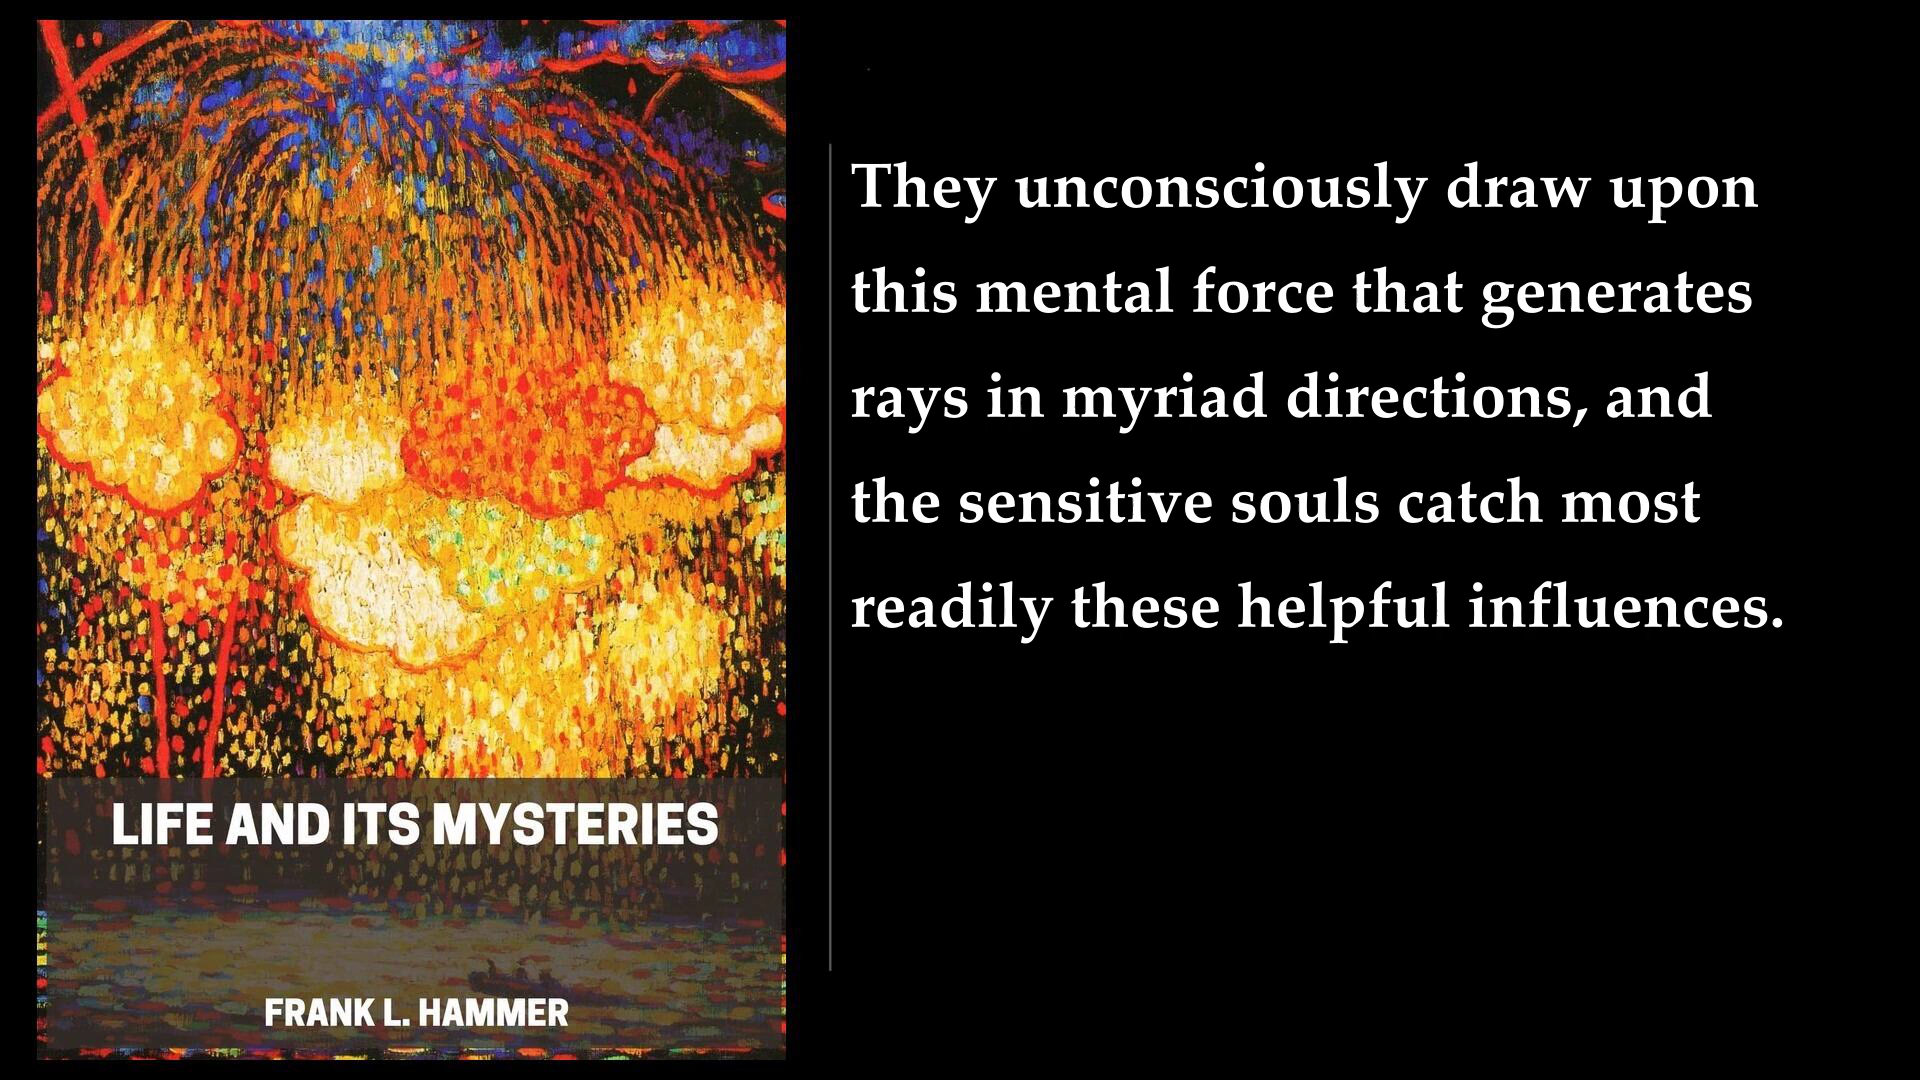 LIFE AND ITS MYSTERIES
FRANK L. HAMMER
They unconsciously draw upon
this mental force that generates
rays in myriad directions, and
the sensitive souls catch most
readily these helpful influences.